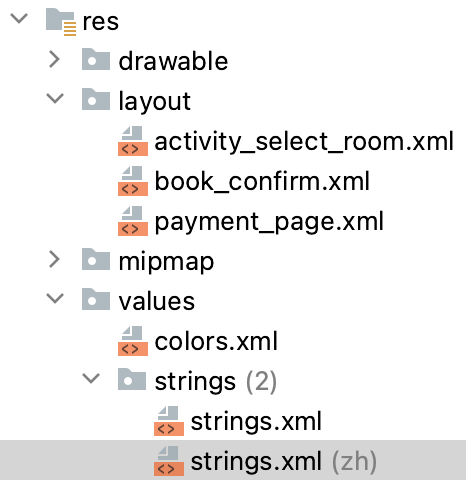 res
drawable
layout
activity_select_room.xml
book_confirm.xml
payment_page.xml
mipmap
values
colors.xml
strings (2)
strings.xml
strings.xml (zh)